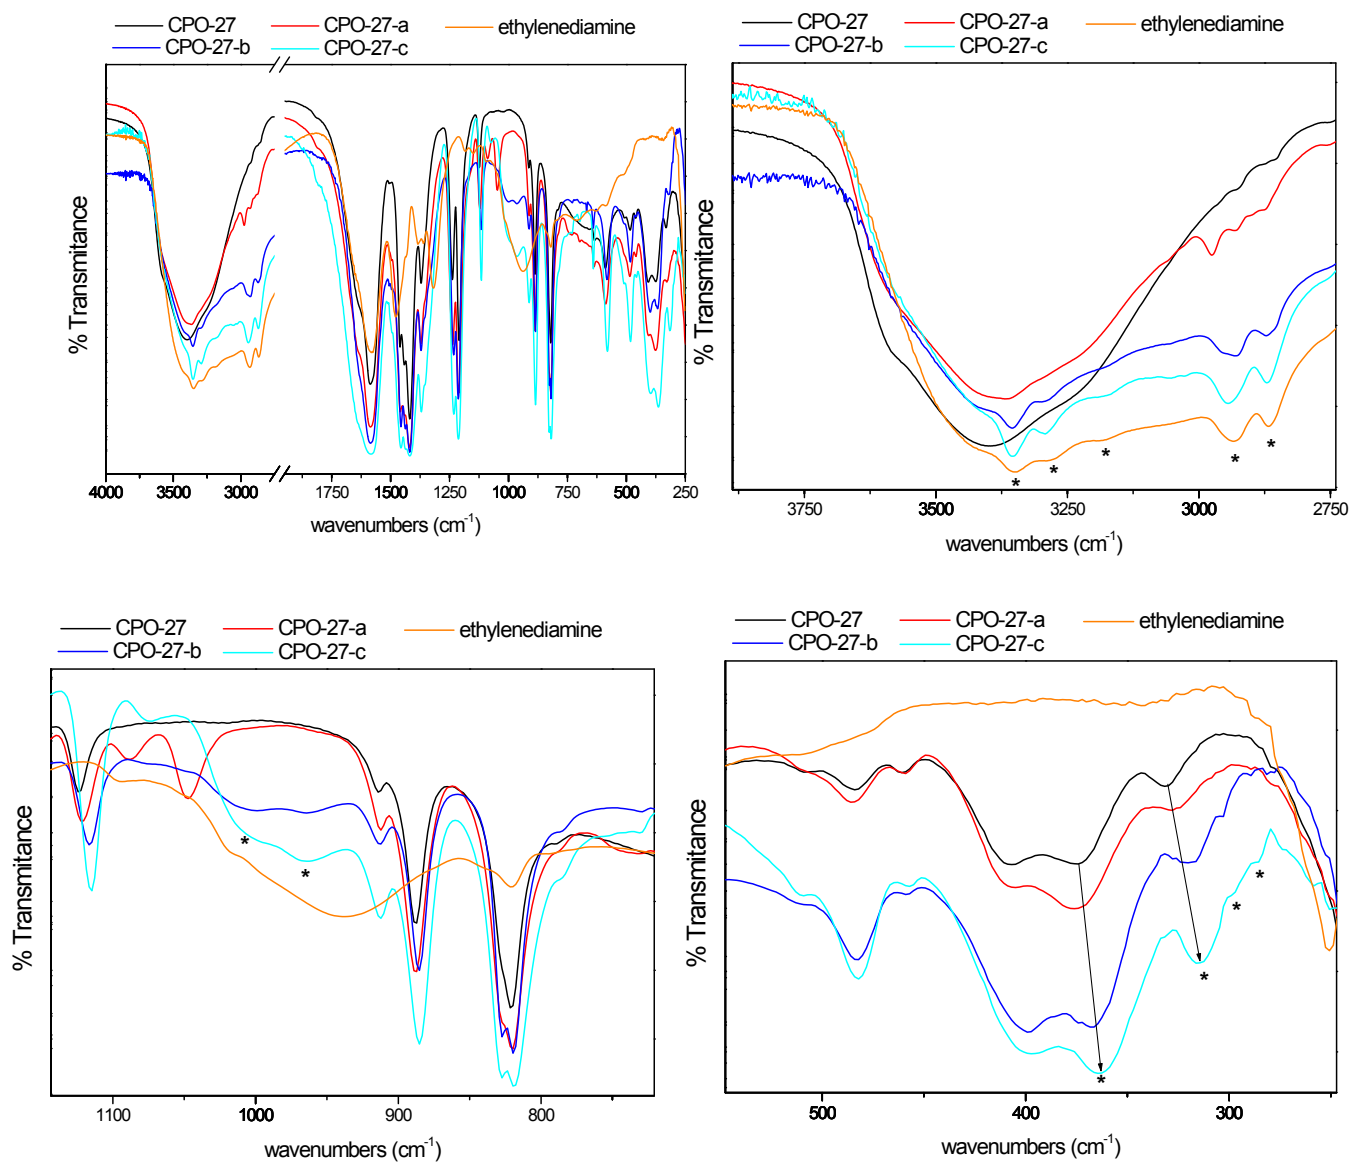 CPO-27 CPO-27-a ethylenediamine
CPO-27-b CPO-27-c
% Transmitance
4000 3500 3000 1750 1500 1250 1000 750 500 250
wavenumbers (cm-1)
CPO-27 CPO-27-a ethylenediamine
CPO-27-b CPO-27-c
% Transmitance
* * * * *
3750 3500 3250 3000 2750
wavenumbers (cm-1)
CPO-27 CPO-27-a ethylenediamine
CPO-27-b CPO-27-c
% Transmitance
* *
1100 1000 900 800
wavenumbers (cm-1)
CPO-27 CPO-27-a ethylenediamine
CPO-27-b CPO-27-c
% Transmitance
* * * *
500 400 300
wavenumbers (cm-1)